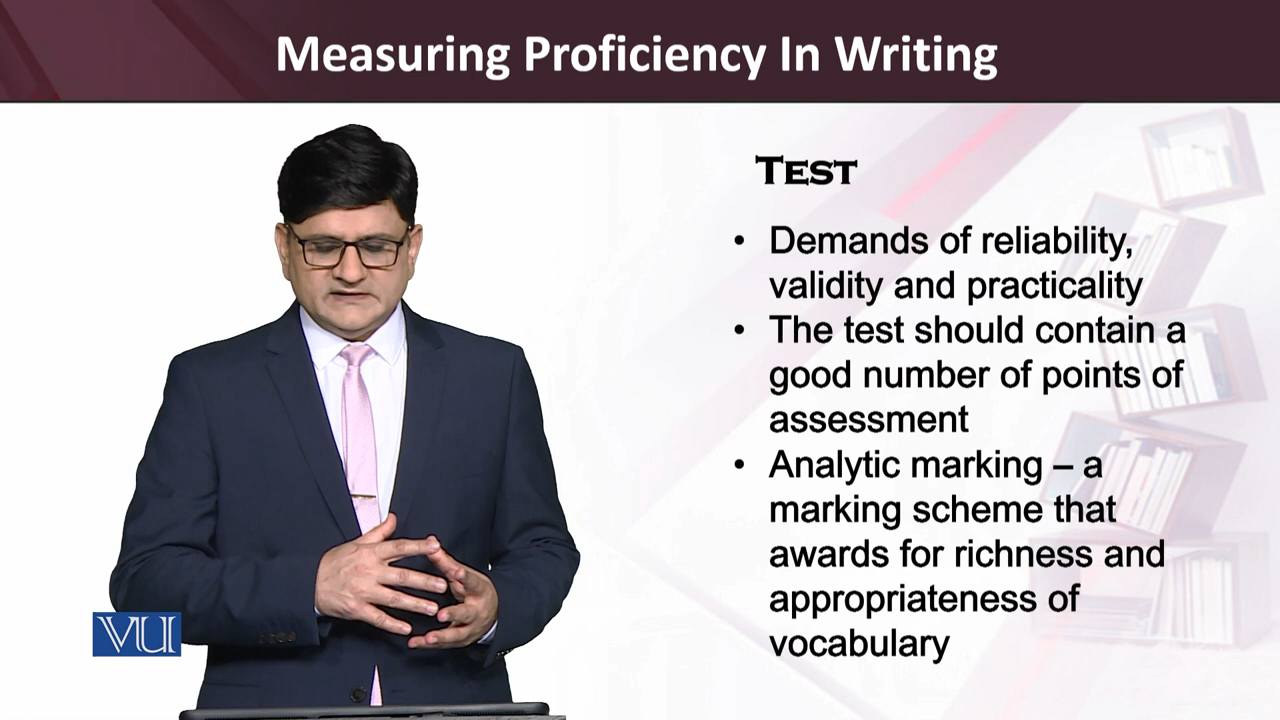 Measuring Proficiency In Writing
TEST
• Demands of reliability,
validity and practicality
• The test should contain a
good number of points of
assessment
• Analytic marking – a
marking scheme that
awards for richness and
appropriateness of
vocabulary
VU